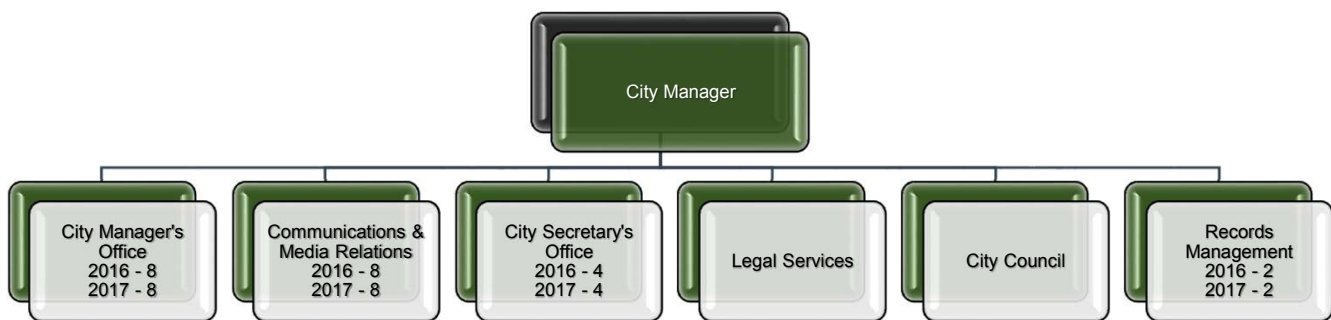 City Manager
City Manager's
Office
2016 - 8
2017 - 8
Communications &
Media Relations
2016 - 8
2017 - 8
City Secretary's
Office
2016 - 4
2017 - 4
Legal Services
City Council
Records
Management
2016 - 2
2017 - 2